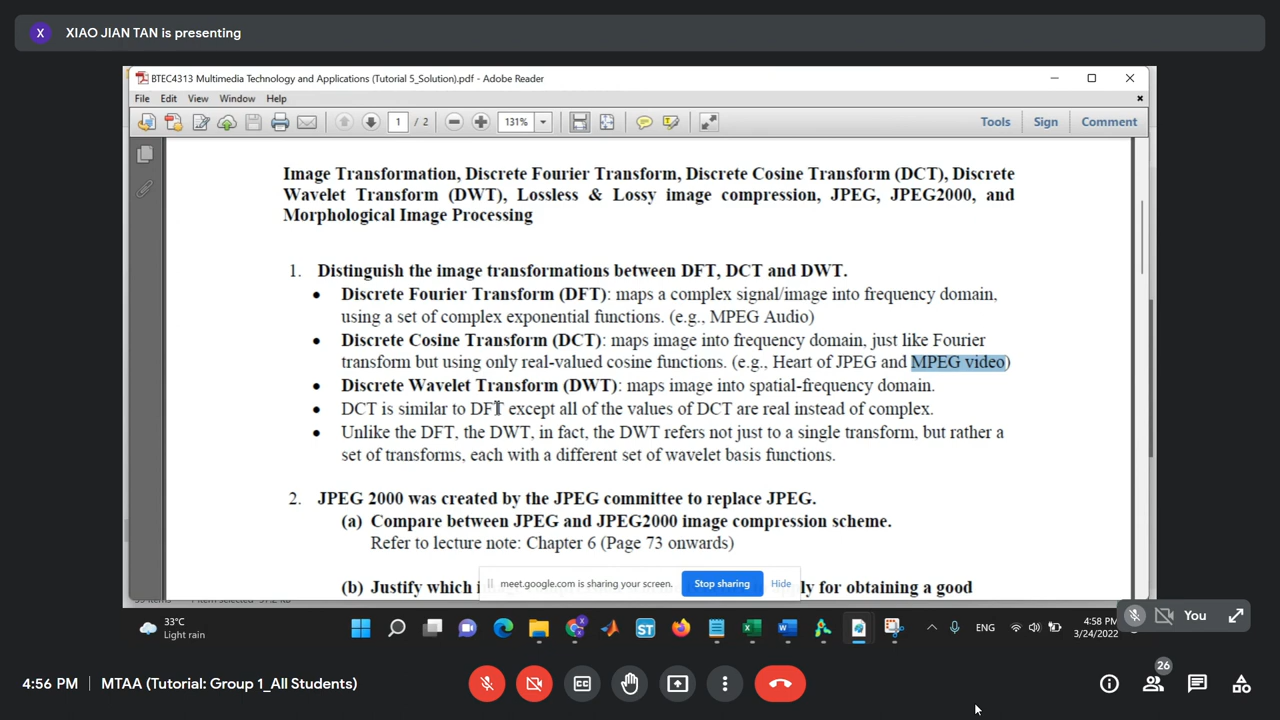 X XIAO JIAN TAN is presenting
BTEC4313 Multimedia Technology and Applications (Tutorial 5_Solution).pdf - Adobe Reader
File Edit View Window Help
1 / 2 131% Tools Sign Comment
Image Transformation, Discrete Fourier Transform, Discrete Cosine Transform (DCT), Discrete
Wavelet Transform (DWT), Lossless & Lossy image compression, JPEG, JPEG2000, and
Morphological Image Processing
1. Distinguish the image transformations between DFT, DCT and DWT.
• Discrete Fourier Transform (DFT): maps a complex signal/image into frequency domain,
using a set of complex exponential functions. (e.g., MPEG Audio)
• Discrete Cosine Transform (DCT): maps image into frequency domain, just like Fourier
transform but using only real-valued cosine functions. (e.g., Heart of JPEG and MPEG video)
• Discrete Wavelet Transform (DWT): maps image into spatial-frequency domain.
• DCT is similar to DFT except all of the values of DCT are real instead of complex.
• Unlike the DFT, the DWT, in fact, the DWT refers not just to a single transform, but rather a
set of transforms, each with a different set of wavelet basis functions.
2. JPEG 2000 was created by the JPEG committee to replace JPEG.
(a) Compare between JPEG and JPEG2000 image compression scheme.
Refer to lecture note: Chapter 6 (Page 73 onwards)
(b) Justify which ly for obtaining a good
meet.google.com is sharing your screen. Stop sharing Hide
You
33°C
Light rain
ST
ENG
4:58 PM
3/24/2022
4:56 PM | MTAA (Tutorial: Group 1_All Students)
26